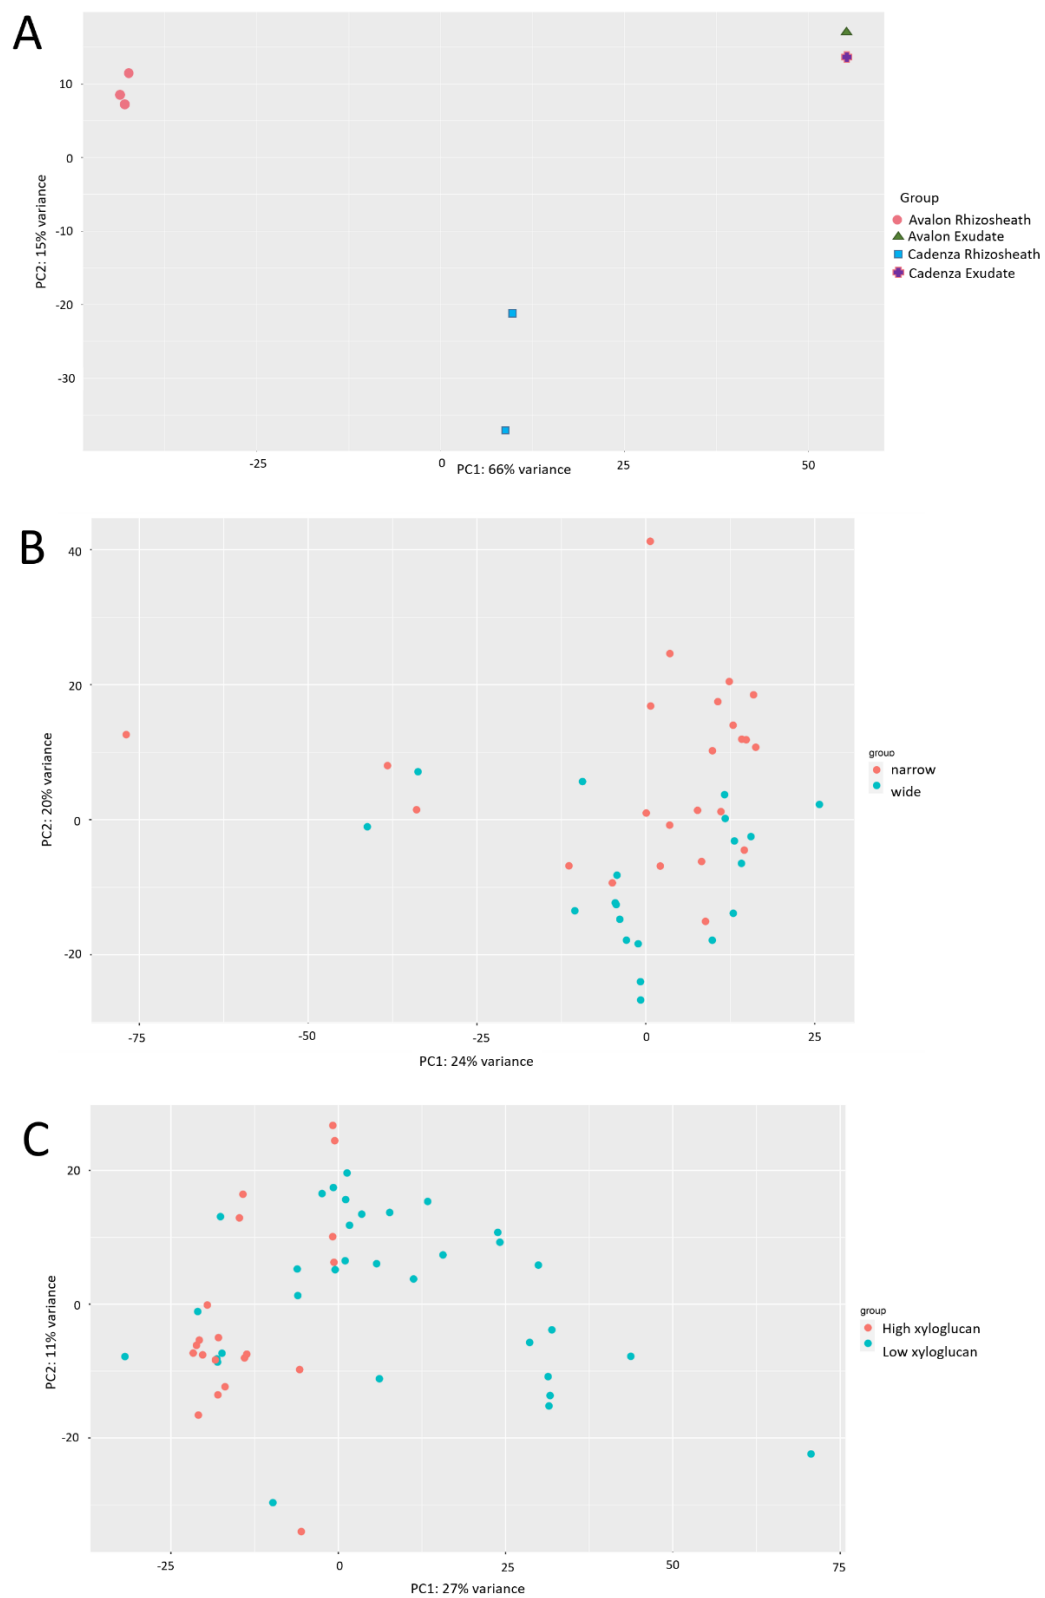 A
10
0
-10
-20
-30
PC2: 15% variance
-25
0
25
50
PC1: 66% variance
Group
Avalon Rhizosheath
Avalon Exudate
Cadenza Rhizosheath
Cadenza Exudate
B
40
20
0
-20
PC2: 20% variance
-75
-50
-25
0
25
PC1: 24% variance
group
narrow
wide
C
20
0
-20
PC2: 11% variance
-25
0
25
50
75
PC1: 27% variance
group
High xyloglucan
Low xyloglucan